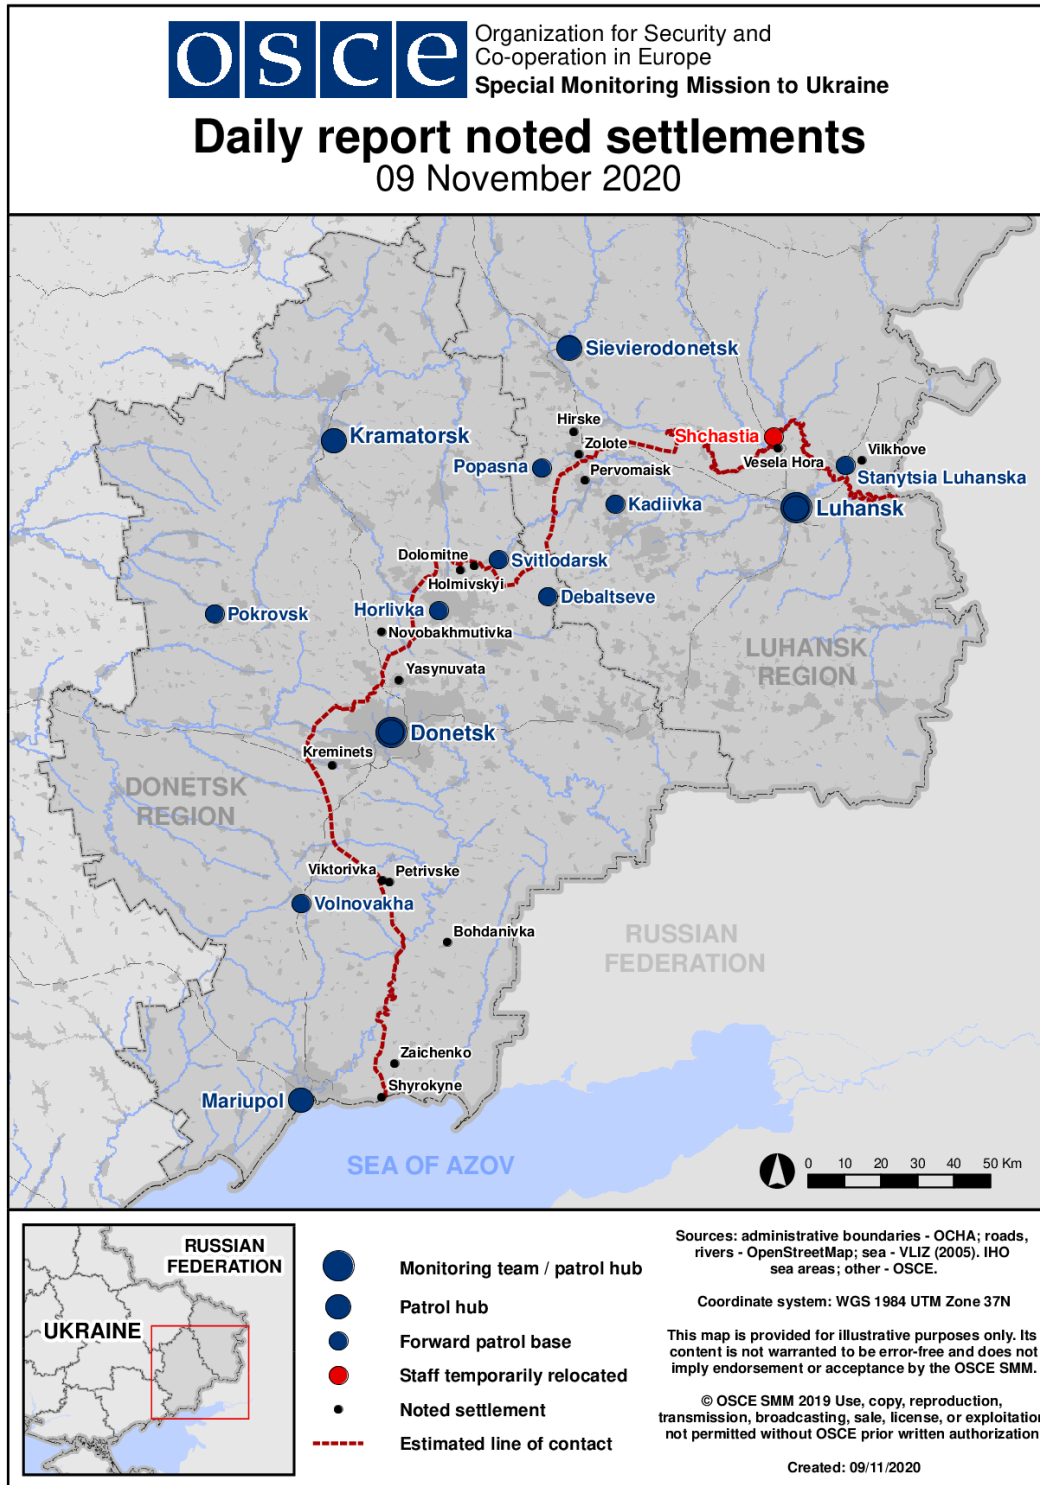 osce
Organization for Security and
Co-operation in Europe
Special Monitoring Mission to Ukraine
Daily report noted settlements
09 November 2020
Sievierodonetsk
Hirske
Kramatorsk
Shchastia
Zolote
Vilkhove
Popasna
Pervomaisk
Vesela Hora
Stanytsia Luhanska
Kadiivka
Luhansk
Dolomitne
Svitlodarsk
Holmivskyi
Debaltseve
Pokrovsk
Horlivka
Novobakhmutivka
LUHANSK
REGION
Yasynuvata
Donetsk
Kreminets
DONETSK
REGION
Viktorivka
Petrivske
Volnovakha
Bohdanivka
RUSSIAN
FEDERATION
Zaichenko
Shyrokyne
Mariupol
SEA OF AZOV
0 10 20 30 40 50 Km
RUSSIAN
FEDERATION
UKRAINE
Monitoring team / patrol hub
Patrol hub
Forward patrol base
Staff temporarily relocated
Noted settlement
Estimated line of contact
Sources: administrative boundaries - OCHA; roads,
rivers - OpenStreetMap; sea - VLIZ (2005). IHO
sea areas; other - OSCE.
Coordinate system: WGS 1984 UTM Zone 37N
This map is provided for illustrative purposes only. Its
content is not warranted to be error-free and does not
imply endorsement or acceptance by the OSCE SMM.
© OSCE SMM 2019 Use, copy, reproduction,
transmission, broadcasting, sale, license, or exploitation
not permitted without OSCE prior written authorization
Created: 09/11/2020